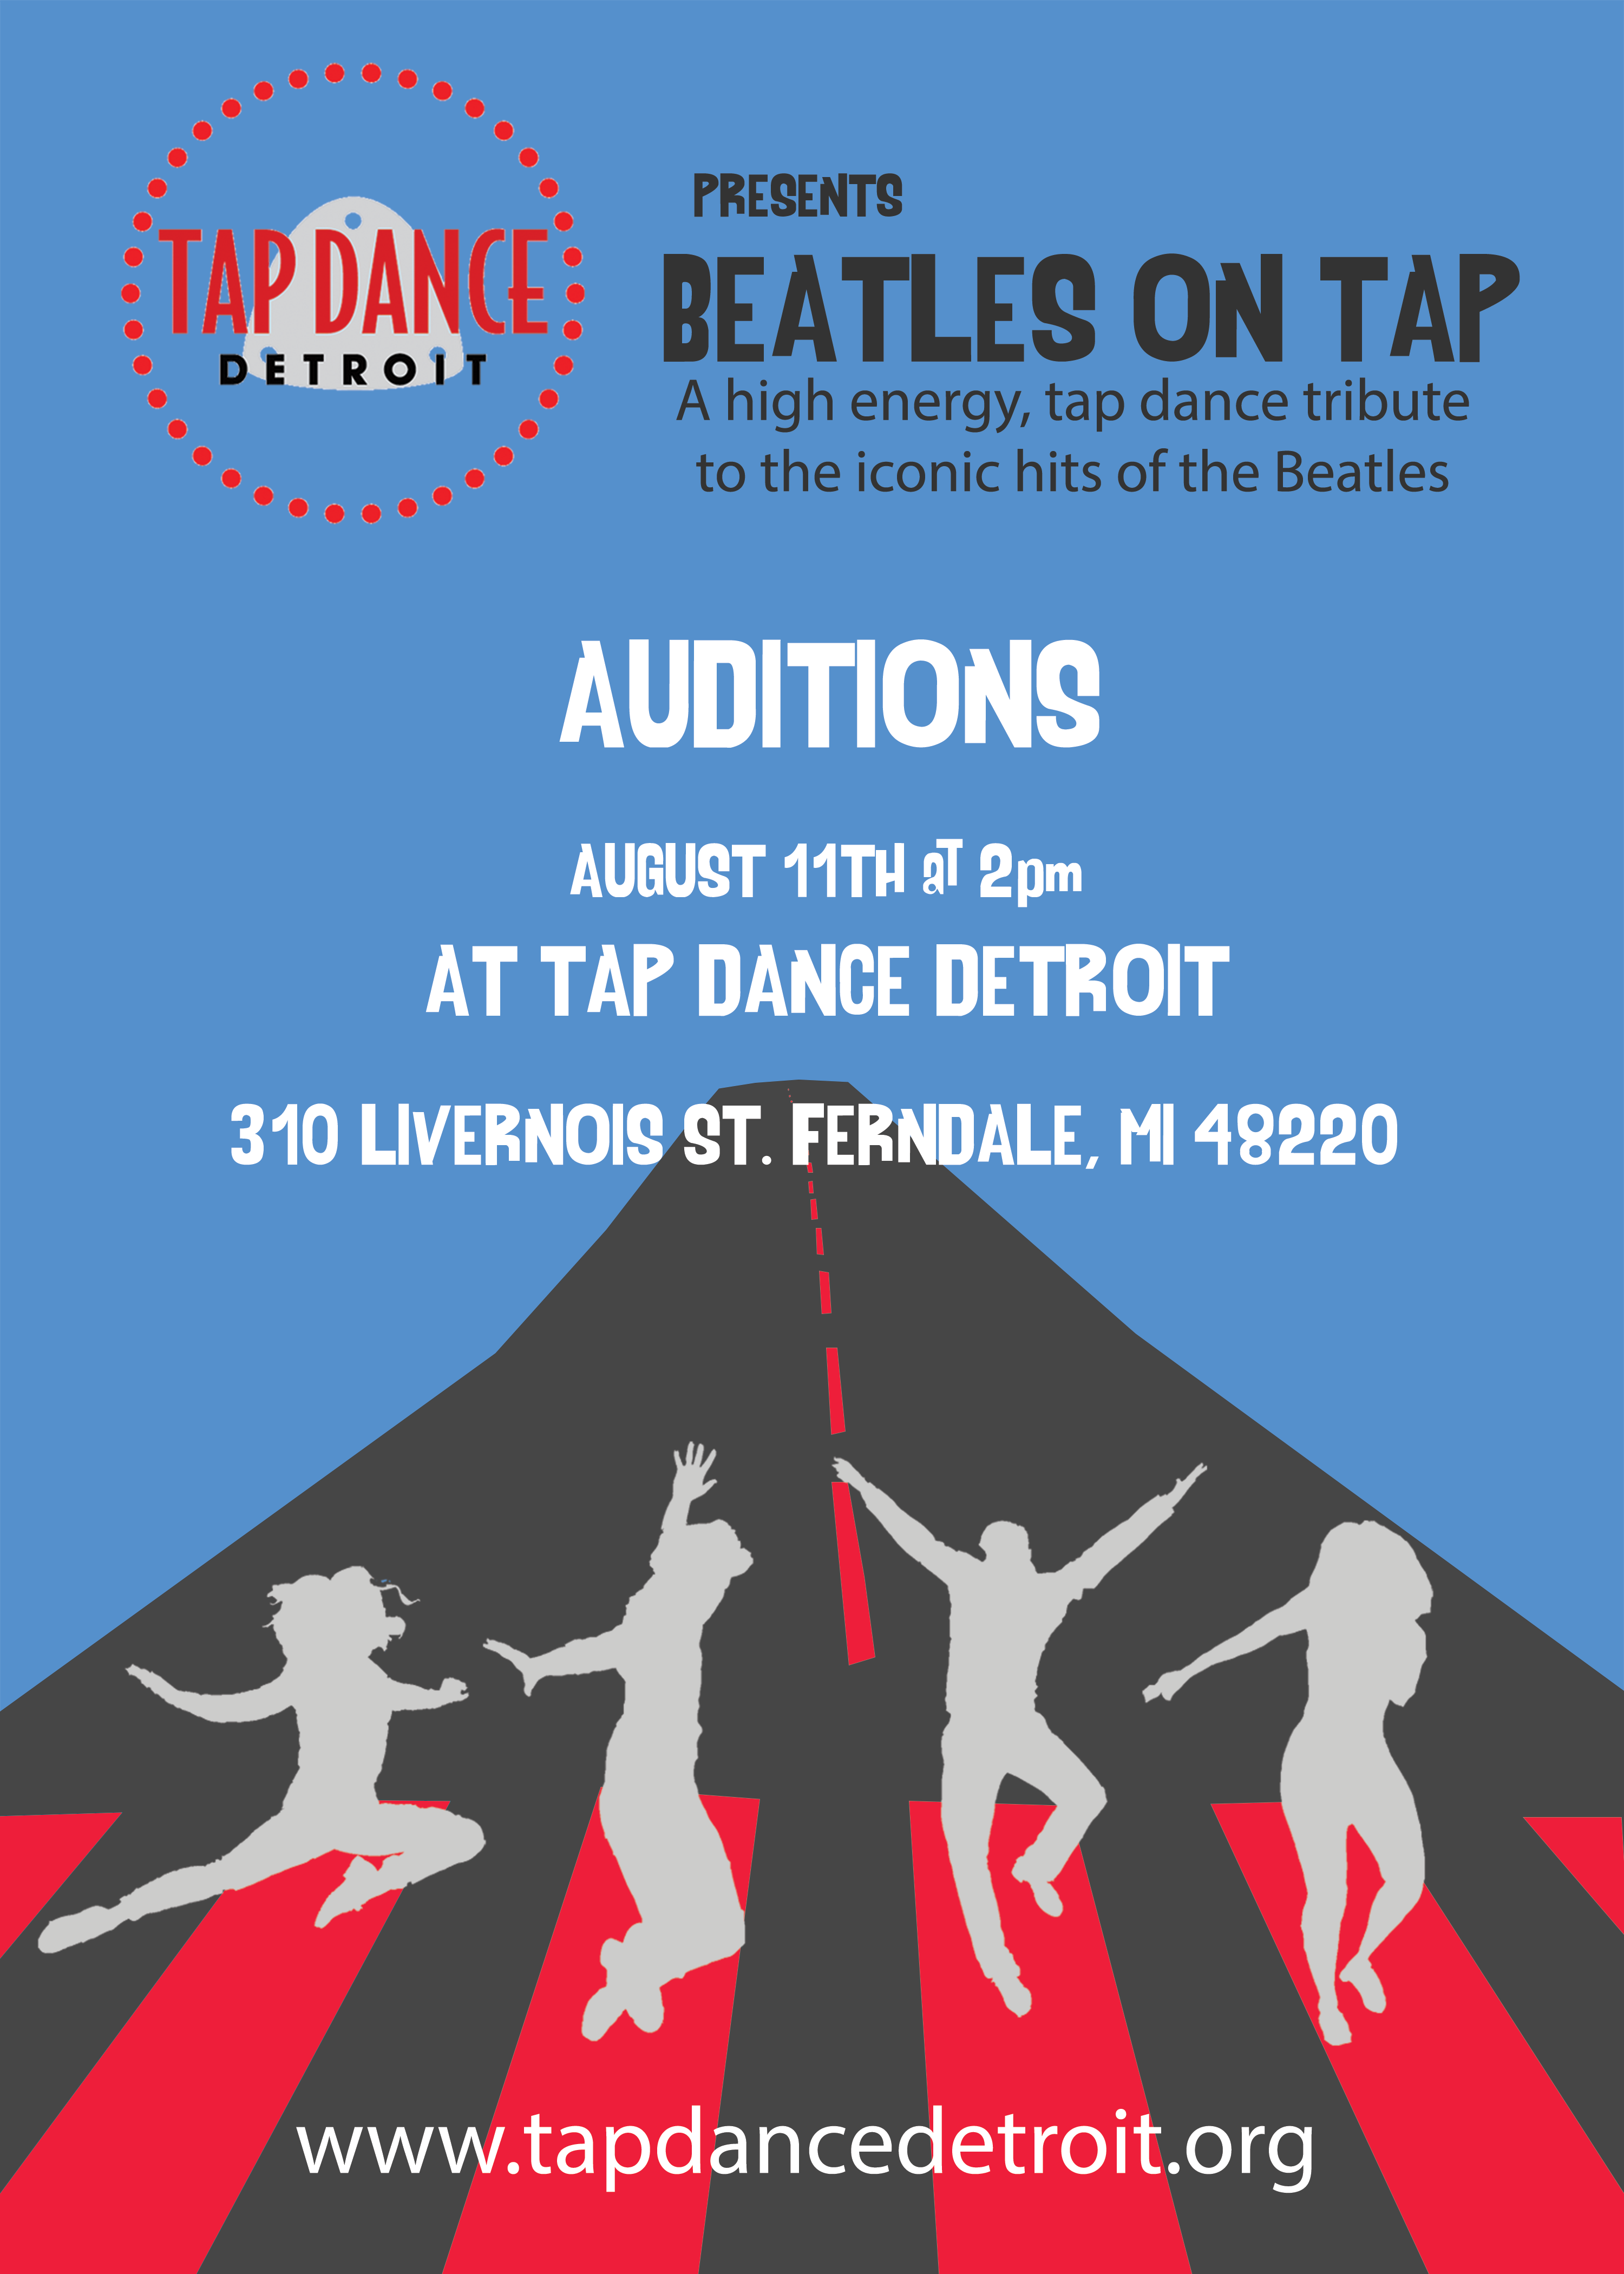 TAP DANCE
DETROIT
PRESENTS
BEATLES ON TAP
A high energy, tap dance tribute
to the iconic hits of the Beatles
AUDITIONS
AUGUST 11TH aT 2pm
AT TAP DANCE DETROIT
310 LIVERNOIS ST. FERNDALE, MI 48220
www.tapdancedetroit.org